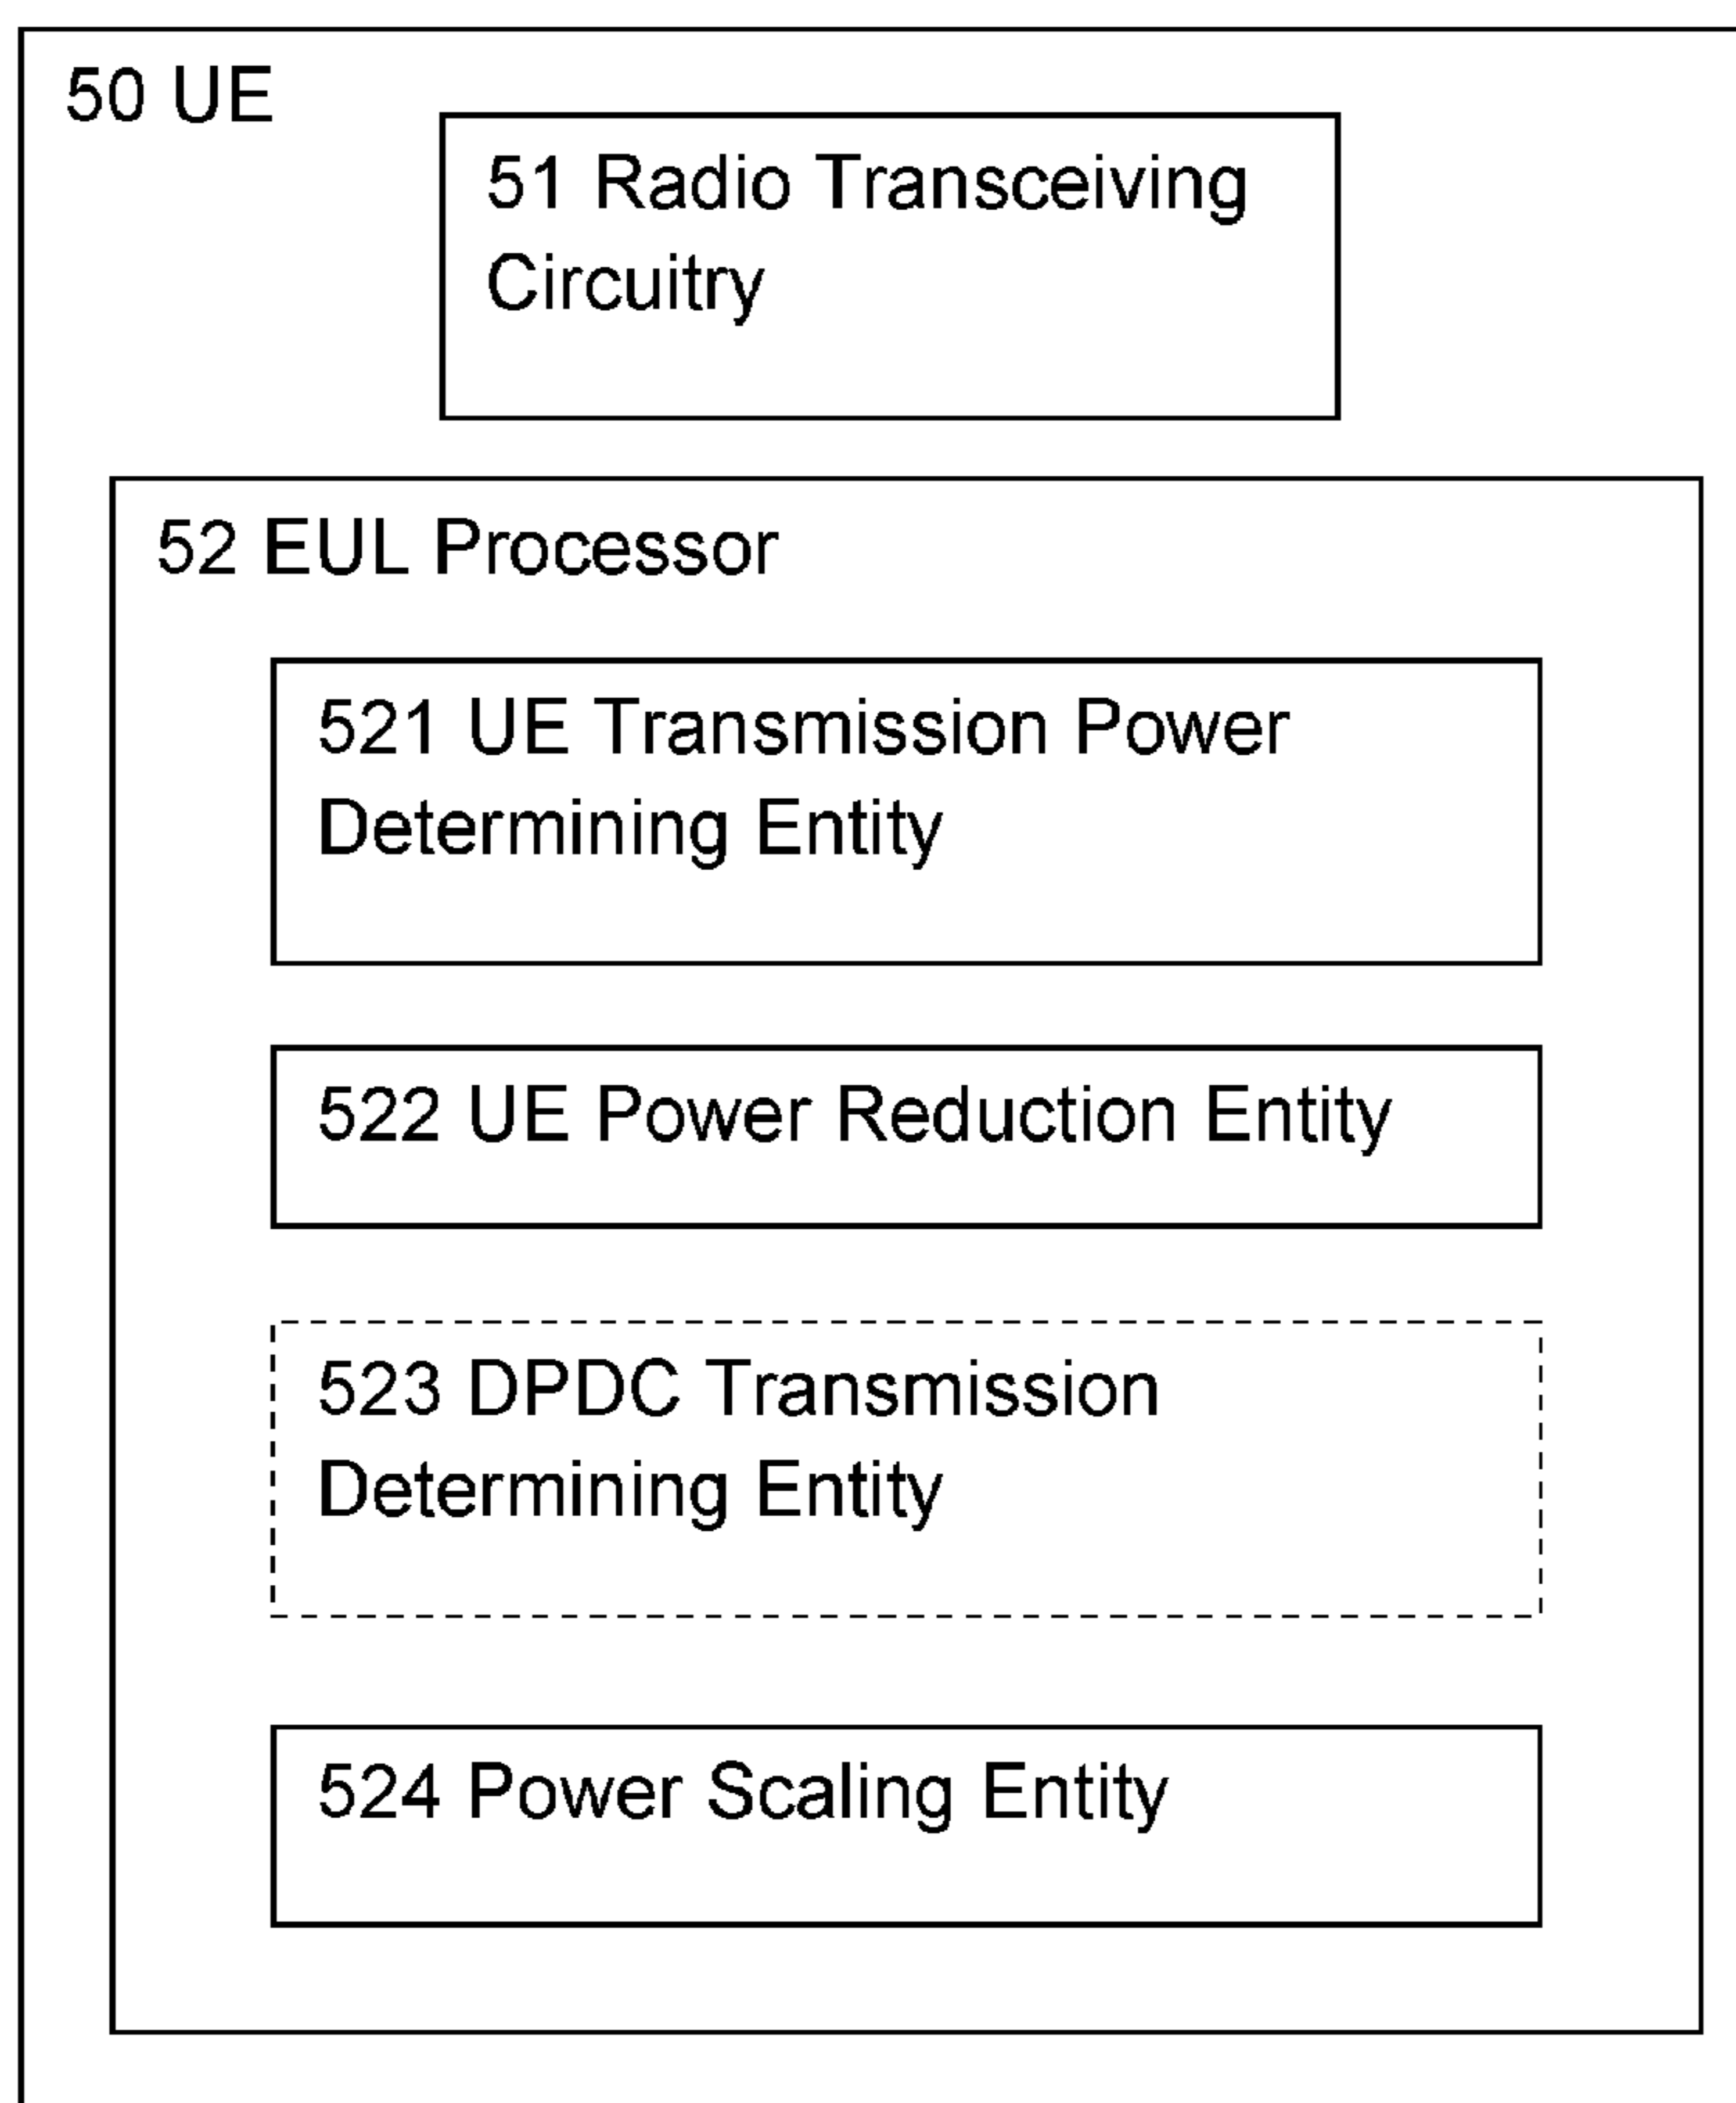 50 UE
51 Radio Transceiving
Circuitry
52 EUL Processor
521 UE Transmission Power
Determining Entity
522 UE Power Reduction Entity
523 DPDC Transmission
Determining Entity
524 Power Scaling Entity